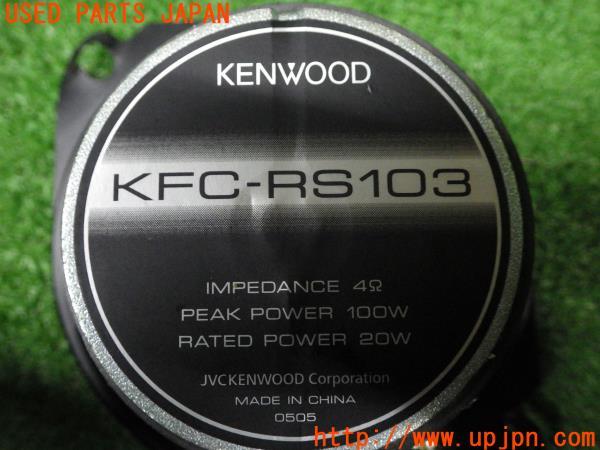 USED PARTS JAPAN
KENWOOD
KFC-RS103
IMPEDANCE 4Ω
PEAK POWER 100W
RATED POWER 20W
JVCKENWOOD Corporation
MADE IN CHINA
0505
http://www.upjpn.com/